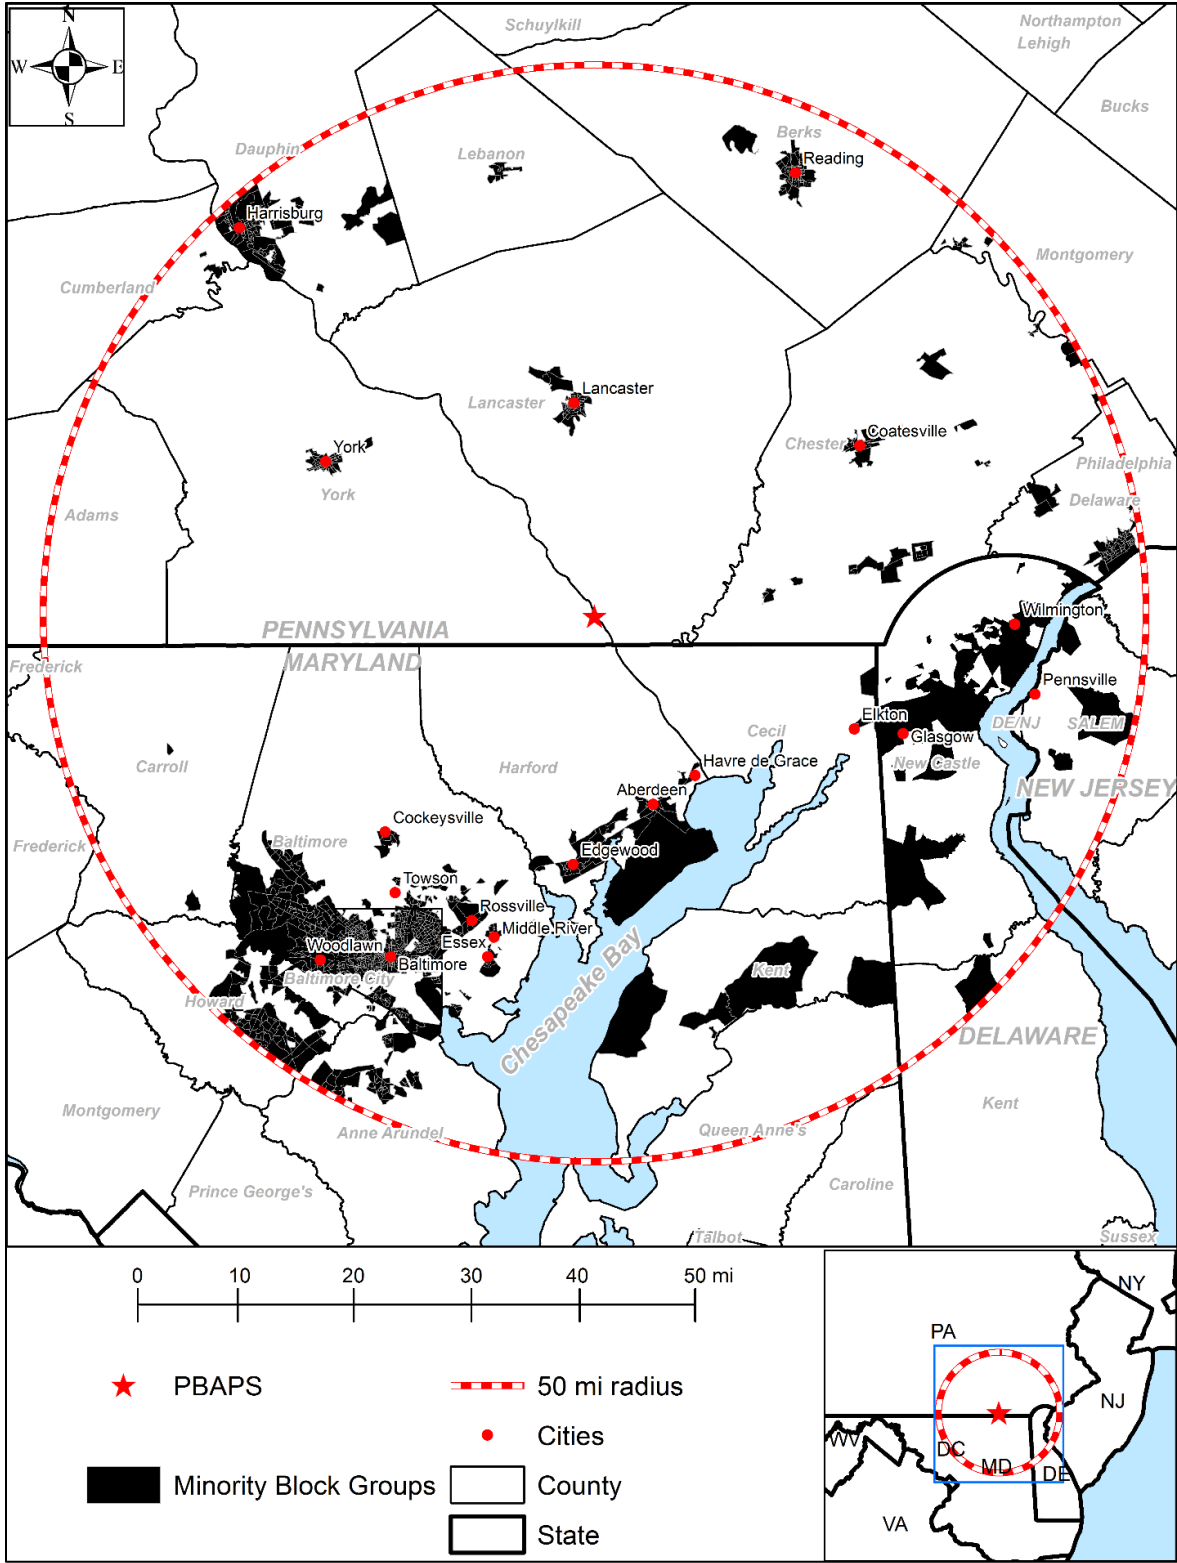 N
W
E
S
Schuylkill
Northampton
Lehigh
Bucks
Dauphin
Lebanon
Berks
Reading
Harrisburg
Montgomery
Cumberland
Lancaster
Lancaster
Coatesville
Chester
York
York
Philadelphia
Delaware
Adams
PENNSYLVANIA
MARYLAND
Wilmington
Frederick
Pennsville
Elkton
Glasgow
DE/NJ
SALEM
Cecil
New Castle
Carroll
Harford
Havre de Grace
NEW JERSEY
Aberdeen
Cockeysville
Baltimore
Edgewood
Frederick
Towson
Rossville
Middle River
Essex
Woodlawn
Baltimore
Baltimore City
Howard
Kent
Chesapeake Bay
DELAWARE
Kent
Montgomery
Anne Arundel
Queen Anne's
Prince George's
Caroline
Talbot
Sussex
0
10
20
30
40
50 mi
PBAPS
50 mi radius
Cities
Minority Block Groups
County
State
NY
PA
NJ
WV
DC
MD
DE
VA